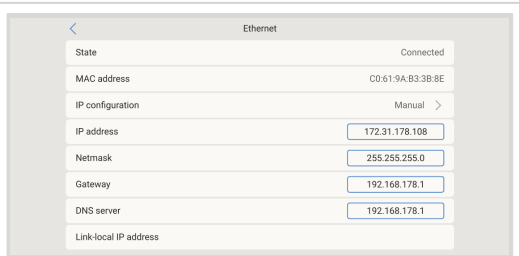 Ethernet
State Connected
MAC address C0:61:9A:B3:3B:8E
IP configuration Manual
IP address 172.31.178.108
Netmask 255.255.255.0
Gateway 192.168.178.1
DNS server 192.168.178.1
Link-local IP address